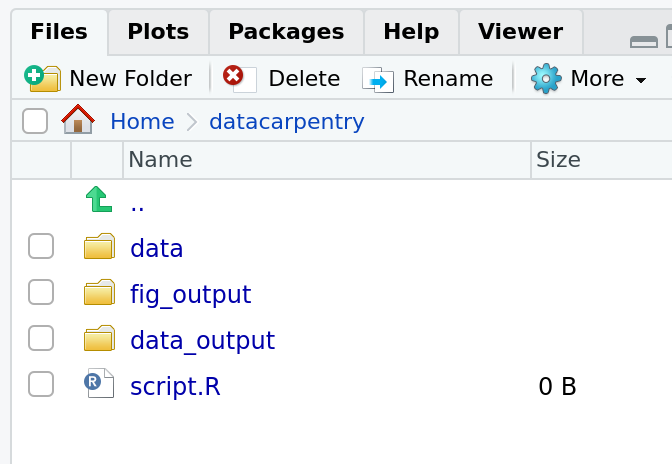 Files Plots Packages Help Viewer
New Folder Delete Rename More
Home datacarpentry
Name Size
..
data
fig_output
data_output
R script.R 0 B